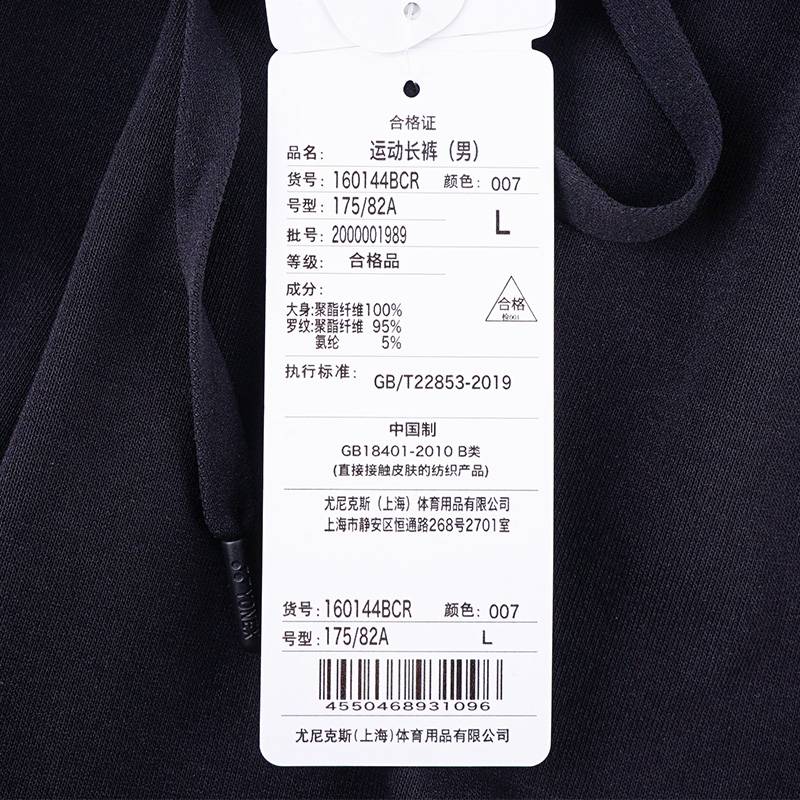 合格证
品名: 运动长裤（男）
货号: 160144BCR 颜色: 007
号型: 175/82A
L
批号: 2000001989
等级: 合格品
成分:
合格
检001
大身:聚酯纤维100%
罗纹:聚酯纤维 95%
氨纶 5%
执行标准: GB/T22853-2019
中国制
GB18401-2010 B类
(直接接触皮肤的纺织产品)
尤尼克斯（上海）体育用品有限公司
上海市静安区恒通路268号2701室
YONEX
货号: 160144BCR 颜色: 007
号型: 175/82A L
4550468931096
尤尼克斯(上海)体育用品有限公司